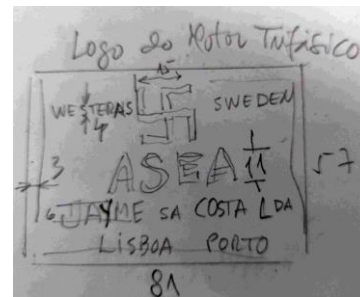 Logo do Motor Trifásico
15
WESTERAS SWEDEN
4
3 ASEA 11 57
6 JAYME SA COSTA LDA
LISBOA PORTO
81